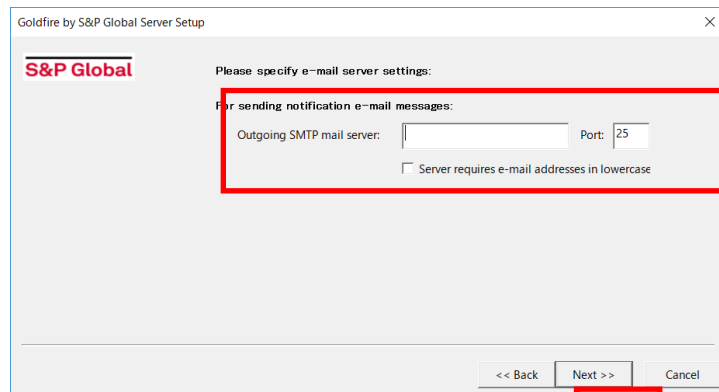 Goldfire by S&P Global Server Setup
S&P Global
Please specify e-mail server settings:
For sending notification e-mail messages:
Outgoing SMTP mail server: Port: 25
Server requires e-mail addresses in lowercase
<< Back Next >> Cancel